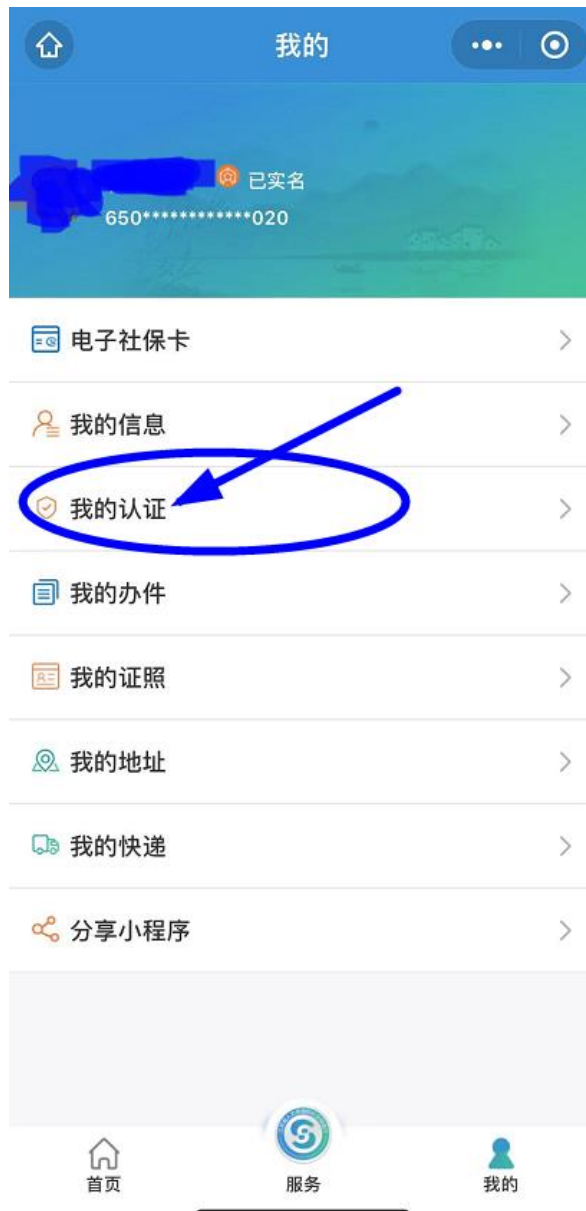 我的
已实名
650************020
电子社保卡
我的信息
我的认证
我的办件
我的证照
我的地址
我的快递
分享小程序
首页
服务
我的